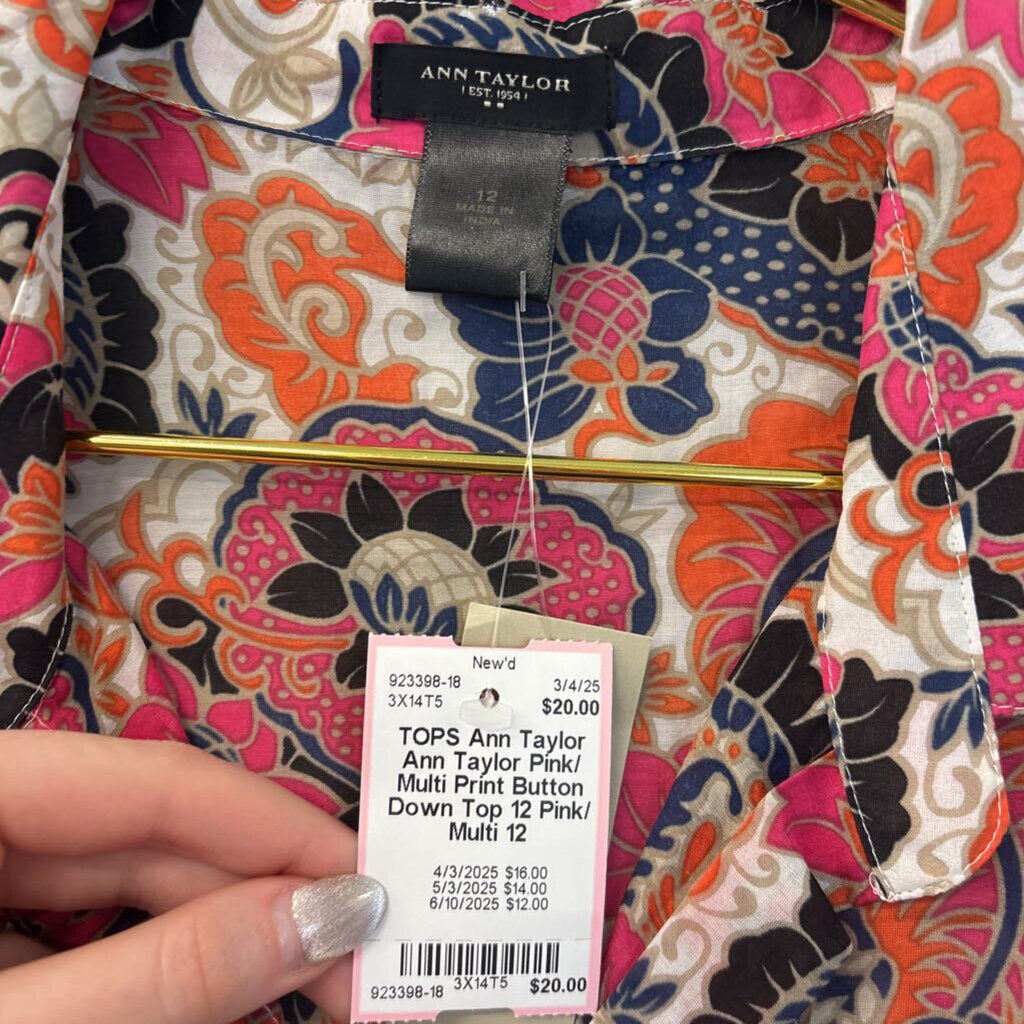 ANN TAYLOR
EST. 1954
12
MADE IN
INDIA
New'd
923398-18 3/4/25
3X14T5 $20.00
TOPS Ann Taylor
Ann Taylor Pink/
Multi Print Button
Down Top 12 Pink/
Multi 12
4/3/2025 $16.00
5/3/2025 $14.00
6/10/2025 $12.00
923398-18 3X14T5 $20.00